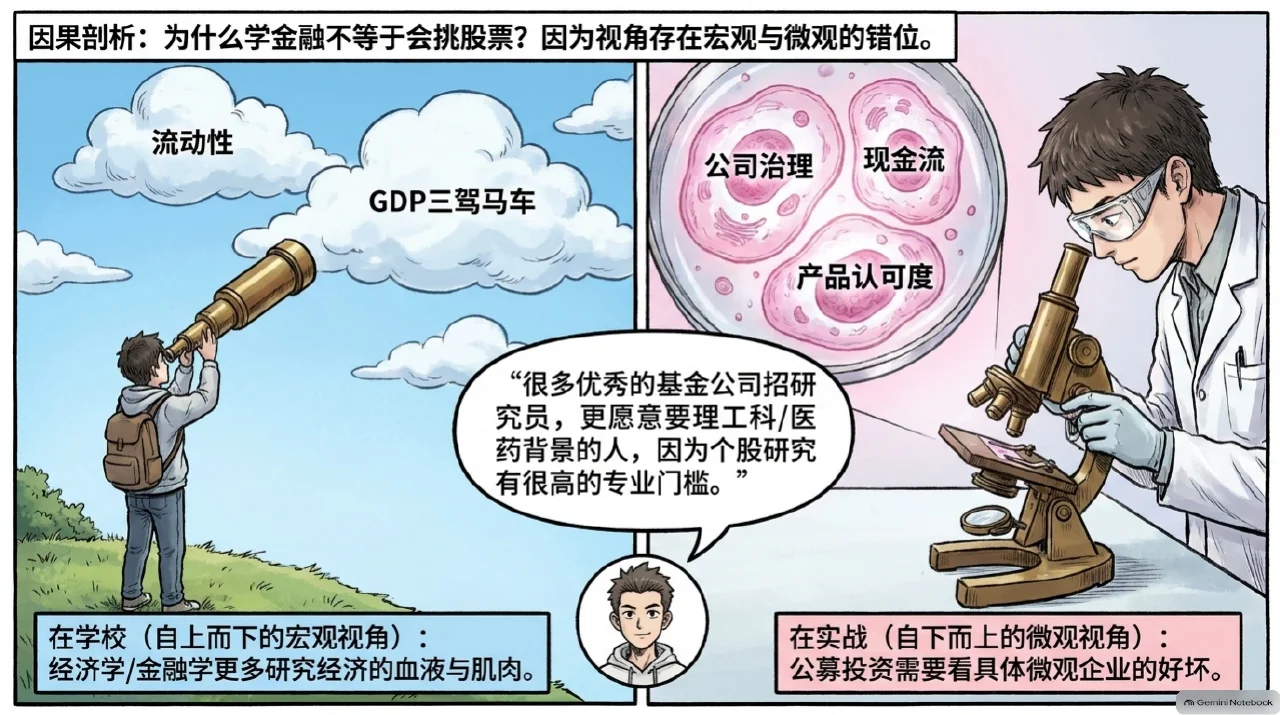 因果剖析：为什么学金融不等于会挑股票？因为视角存在宏观与微观的错位。
流动性
GDP三驾马车
公司治理
现金流
产品认可度
“很多优秀的基金公司招研
究员，更愿意要理工科/医
药背景的人，因为个股研究
有很高的专业门槛。”
在学校（自上而下的宏观视角）：
经济学/金融学更多研究经济的血液与肌肉。
在实战（自下而上的微观视角）：
公募投资需要看具体微观企业的好坏。
Gemini Notebook